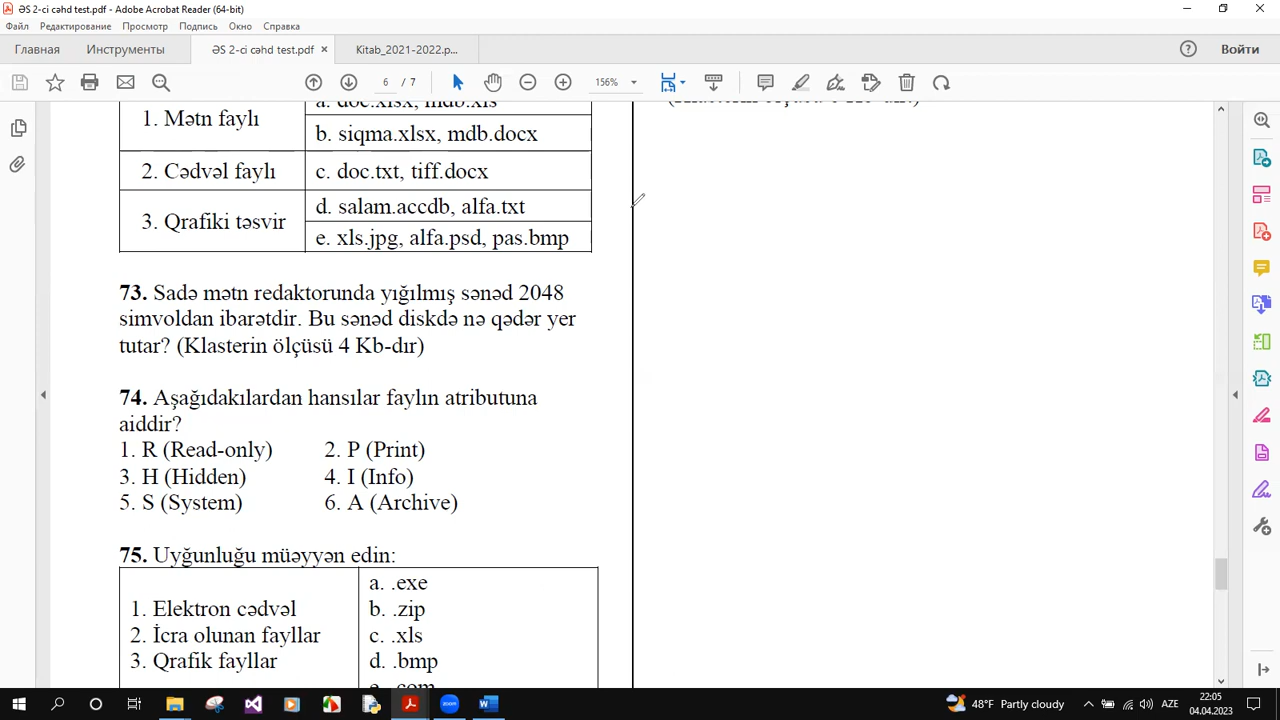 ƏS 2-ci cəhd test.pdf - Adobe Acrobat Reader (64-bit)
Файл Редактирование Просмотр Подпись Окно Справка
Главная Инструменты ƏS 2-ci cəhd test.pdf × Kitab_2021-2022.p... Войти
6 / 7 156%
a. doc.xlsx, mdb.xls
1. Mətn faylı
b. siqma.xlsx, mdb.docx
2. Cədvəl faylı c. doc.txt, tiff.docx
3. Qrafiki təsvir d. salam.accdb, alfa.txt
e. xls.jpg, alfa.psd, pas.bmp
73. Sadə mətn redaktorunda yığılmış sənəd 2048
simvoldan ibarətdir. Bu sənəd diskdə nə qədər yer
tutar? (Klasterin ölçüsü 4 Kb-dır)
74. Aşağıdakılardan hansılar faylın atributuna
aiddir?
1. R (Read-only) 2. P (Print)
3. H (Hidden) 4. I (Info)
5. S (System) 6. A (Archive)
75. Uyğunluğu müəyyən edin:
a. .exe
1. Elektron cədvəl b. .zip
2. İcra olunan fayllar c. .xls
3. Qrafik fayllar d. .bmp
e. .com
48°F Partly cloudy AZE 22:05
04.04.2023